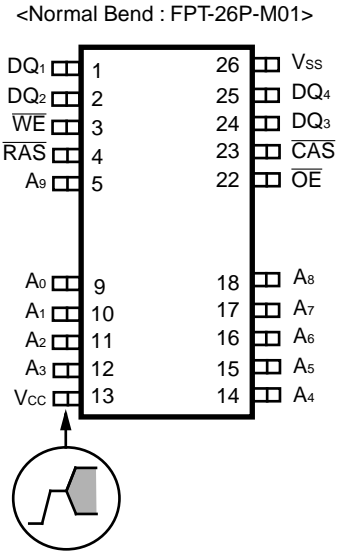 <Normal Bend : FPT-26P-M01>
DQ1 1 26 VSS
DQ2 2 25 DQ4
WE 3 24 DQ3
RAS 4 23 CAS
A9 5 22 OE
A0 9 18 A8
A1 10 17 A7
A2 11 16 A6
A3 12 15 A5
VCC 13 14 A4